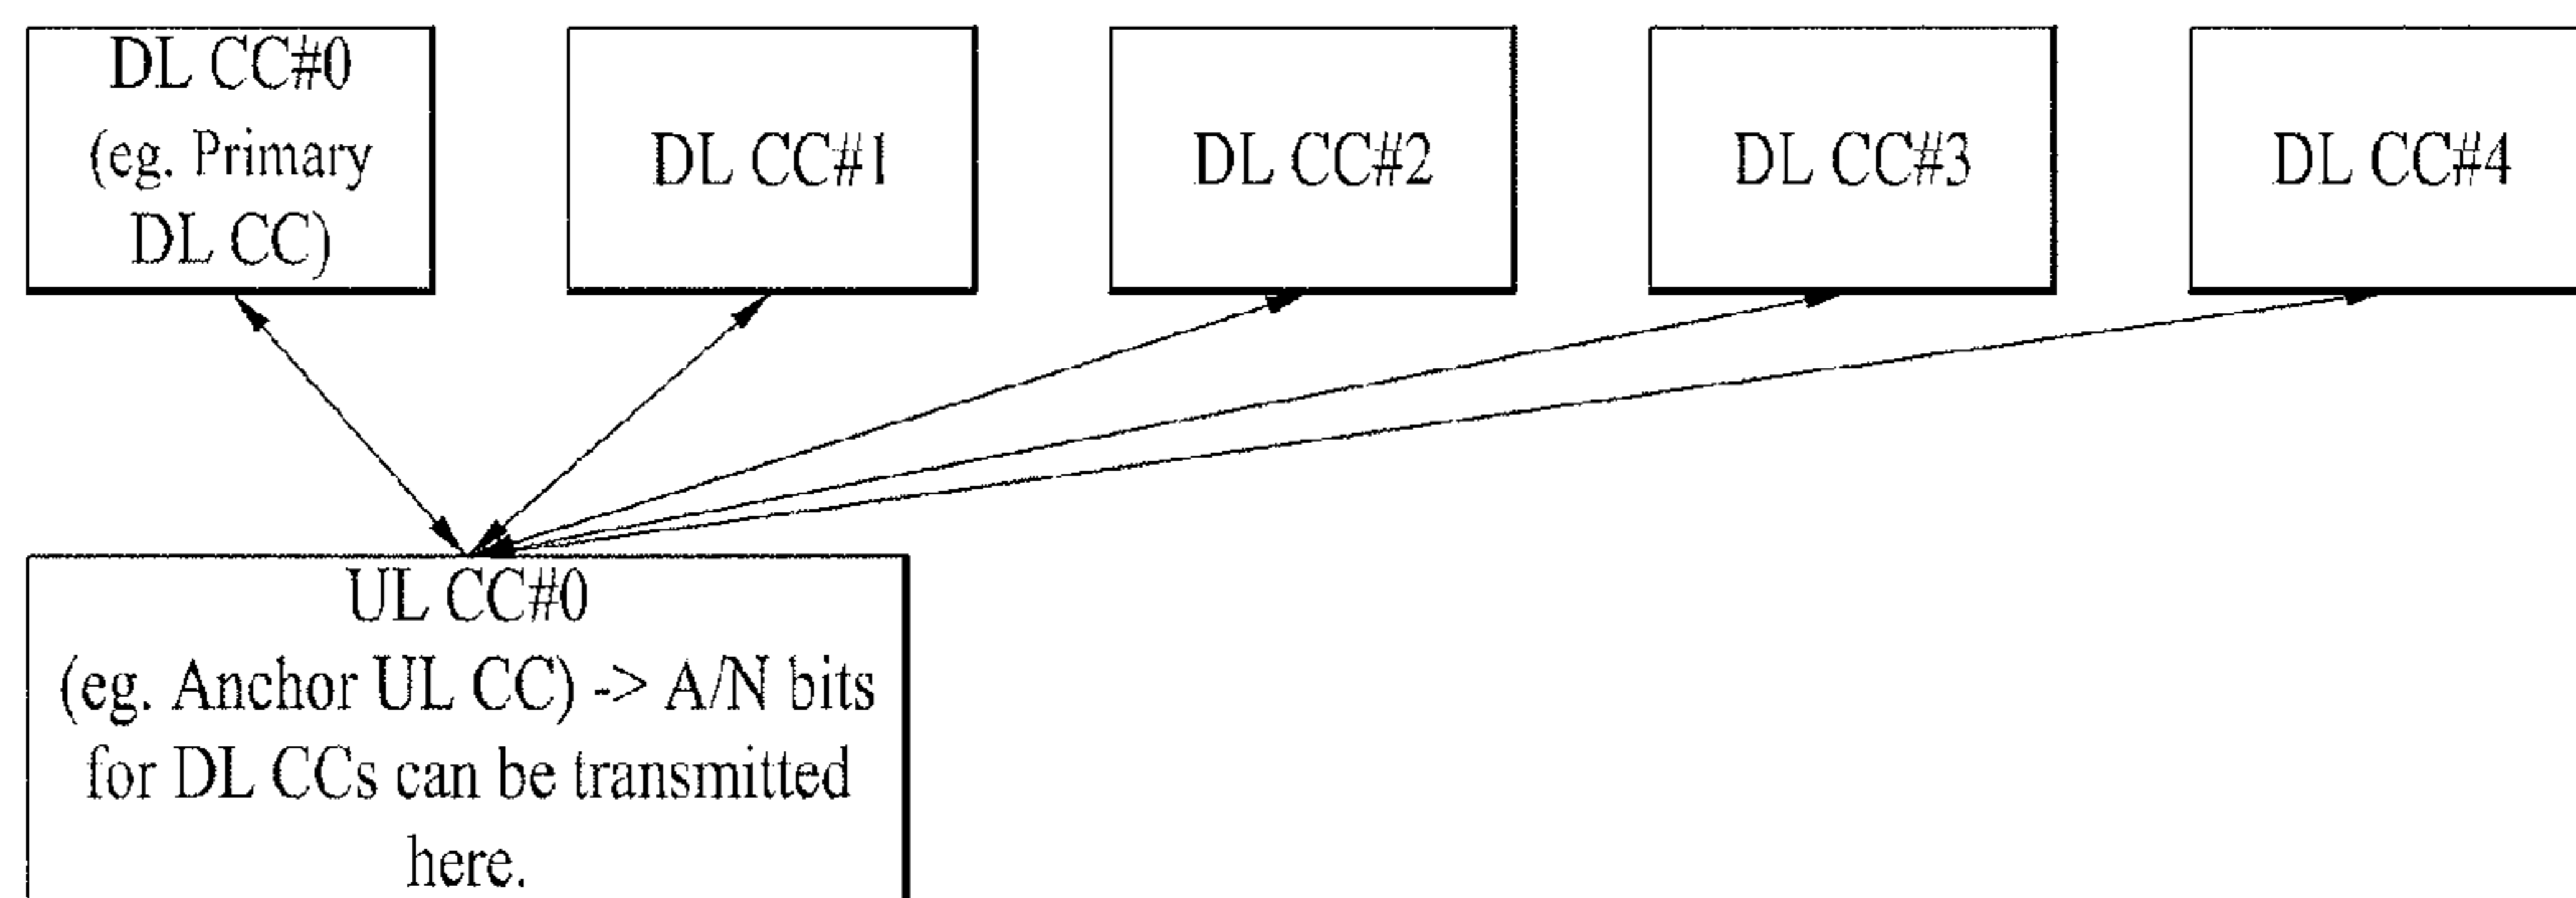 DL CC#0
(eg. Primary
DL CC)
DL CC#1
DL CC#2
DL CC#3
DL CC#4
UL CC#0
(eg. Anchor UL CC) -> A/N bits
for DL CCs can be transmitted
here.